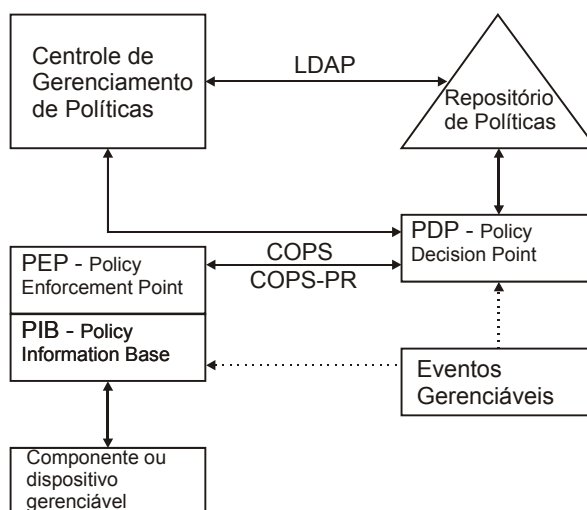 Centro de
Gerenciamento
de Políticas
LDAP
Repositório
de Políticas
PDP - Policy
Decision Point
PEP - Policy
Enforcement Point
COPS
COPS-PR
PIB - Policy
Information Base
Eventos
Gerenciáveis
Componente ou
dispositivo
gerenciável